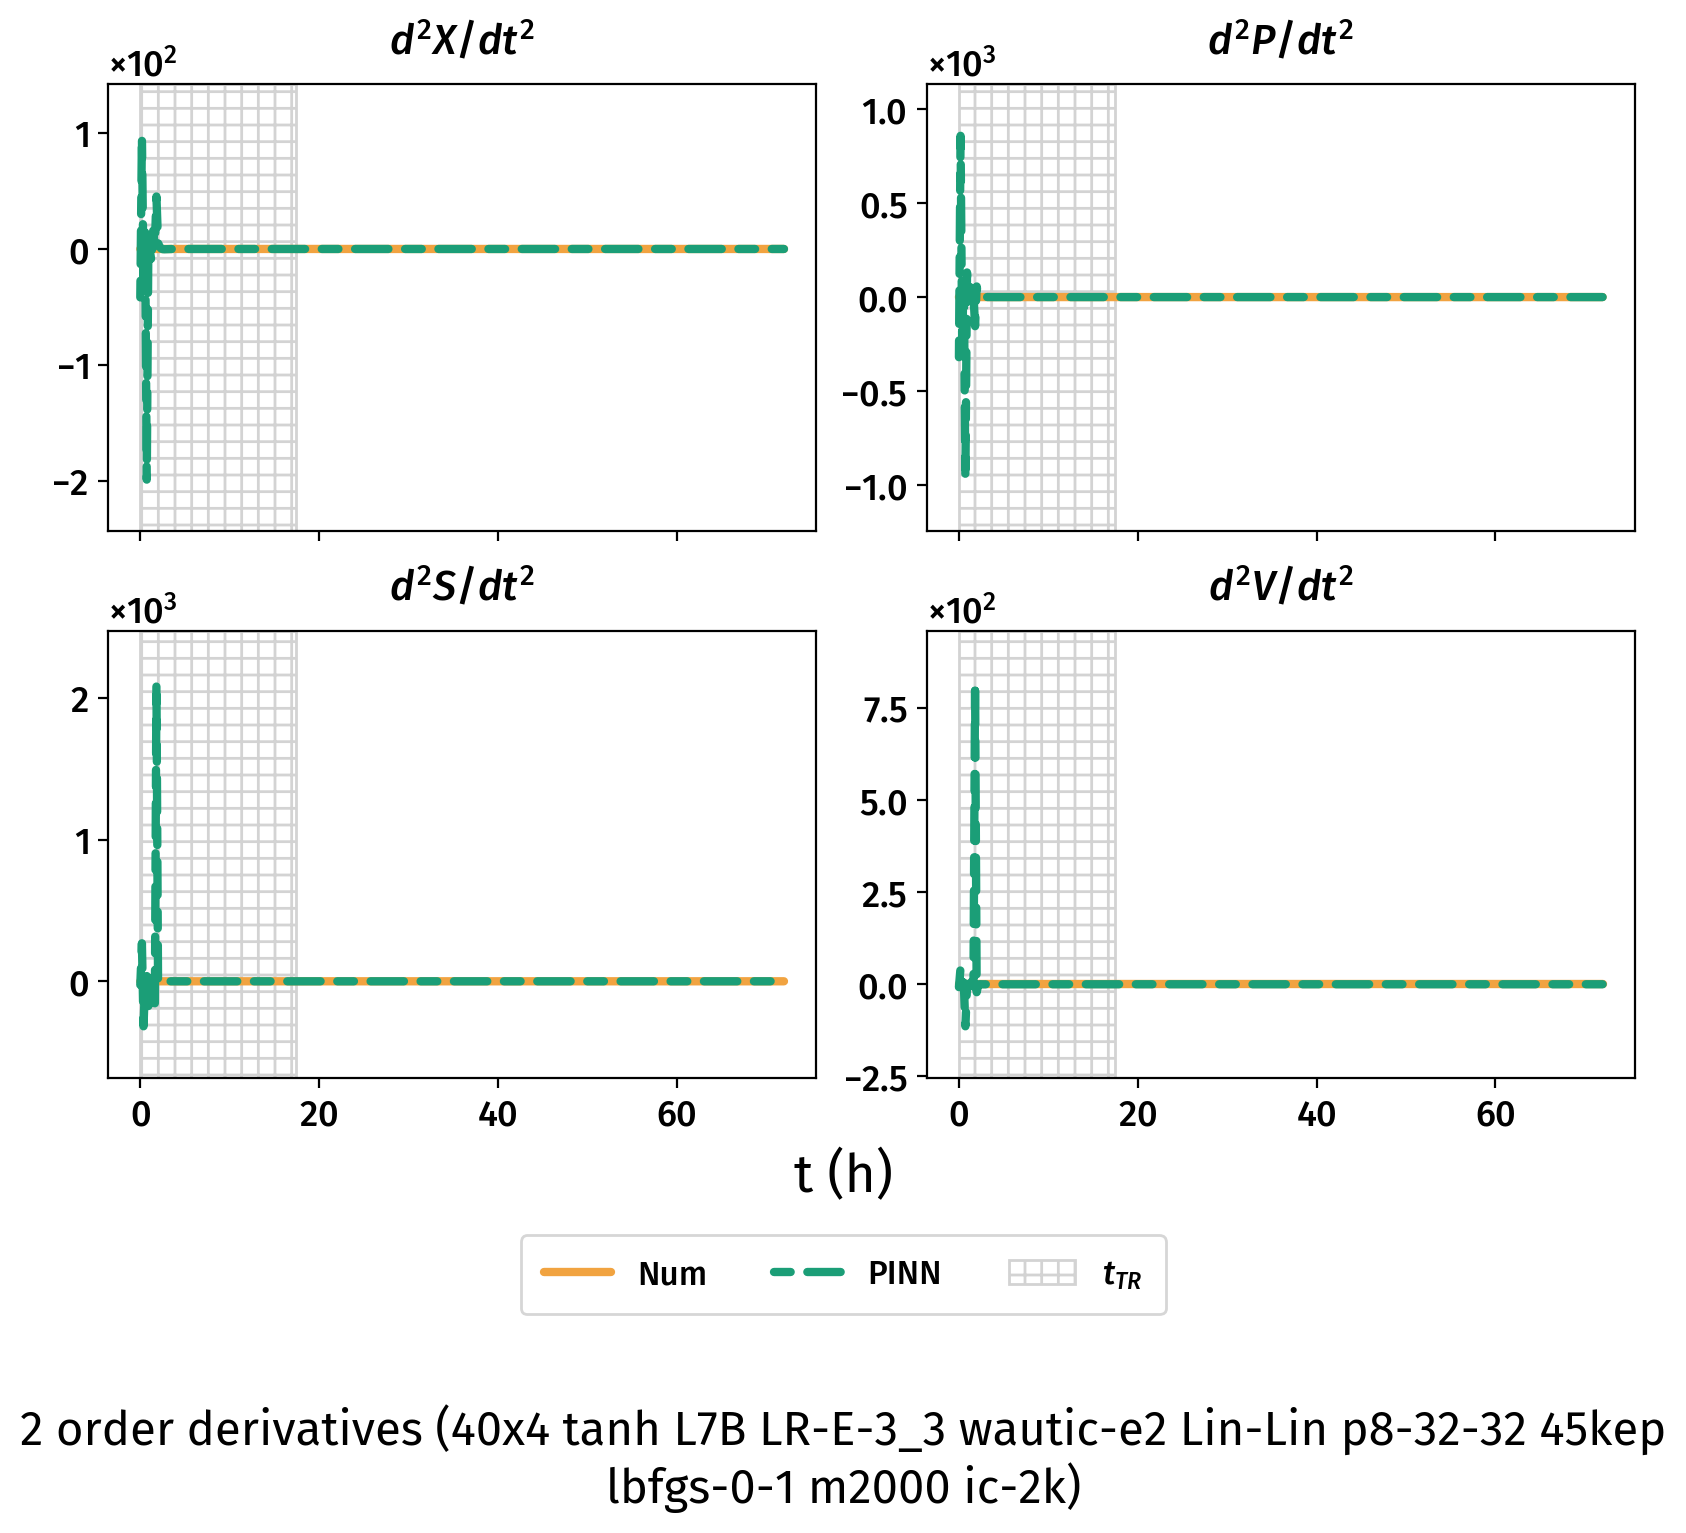 d²X/dt²
×10²
1
0
−1
−2
d²P/dt²
×10³
1.0
0.5
0.0
−0.5
−1.0
d²S/dt²
×10³
2
1
0
0 20 40 60
d²V/dt²
×10²
7.5
5.0
2.5
0.0
−2.5
0 20 40 60
t (h)
Num PINN t_TR
2 order derivatives (40x4 tanh L7B LR-E-3_3 wautic-e2 Lin-Lin p8-32-32 45kep
lbfgs-0-1 m2000 ic-2k)